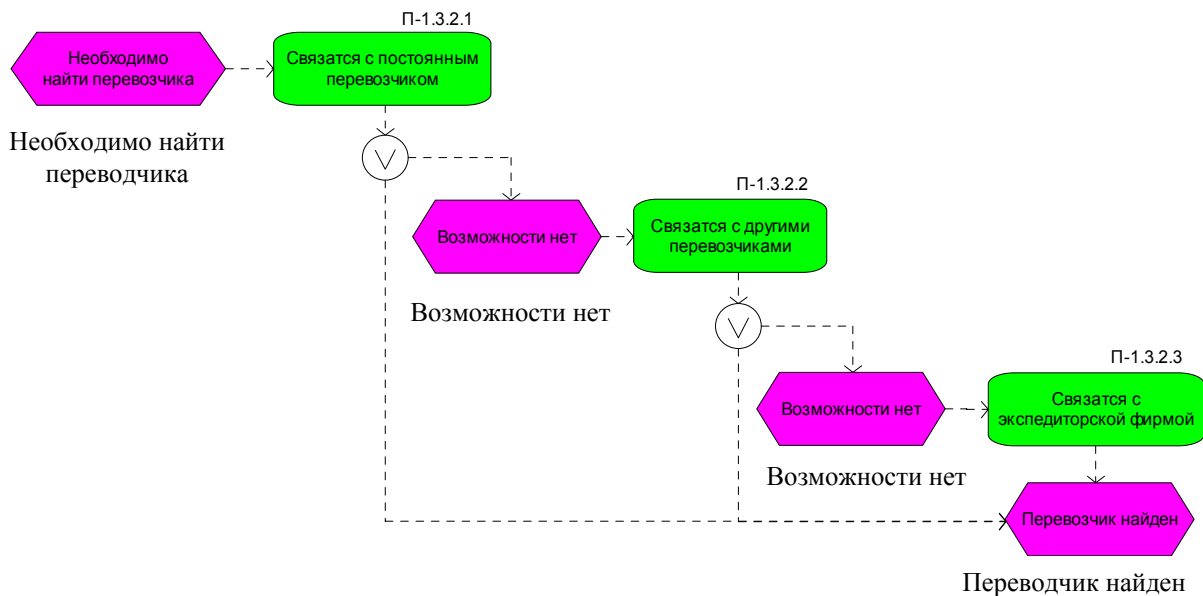 П-1.3.2.1
Необходимо
найти перевозчика
Связатся с постоянным
перевозчиком
Необходимо найти
переводчика
П-1.3.2.2
Возможности нет
Связатся с другими
перевозчиками
Возможности нет
П-1.3.2.3
Возможности нет
Связатся с
экспедиторской фирмой
Возможности нет
Перевозчик найден
Переводчик найден